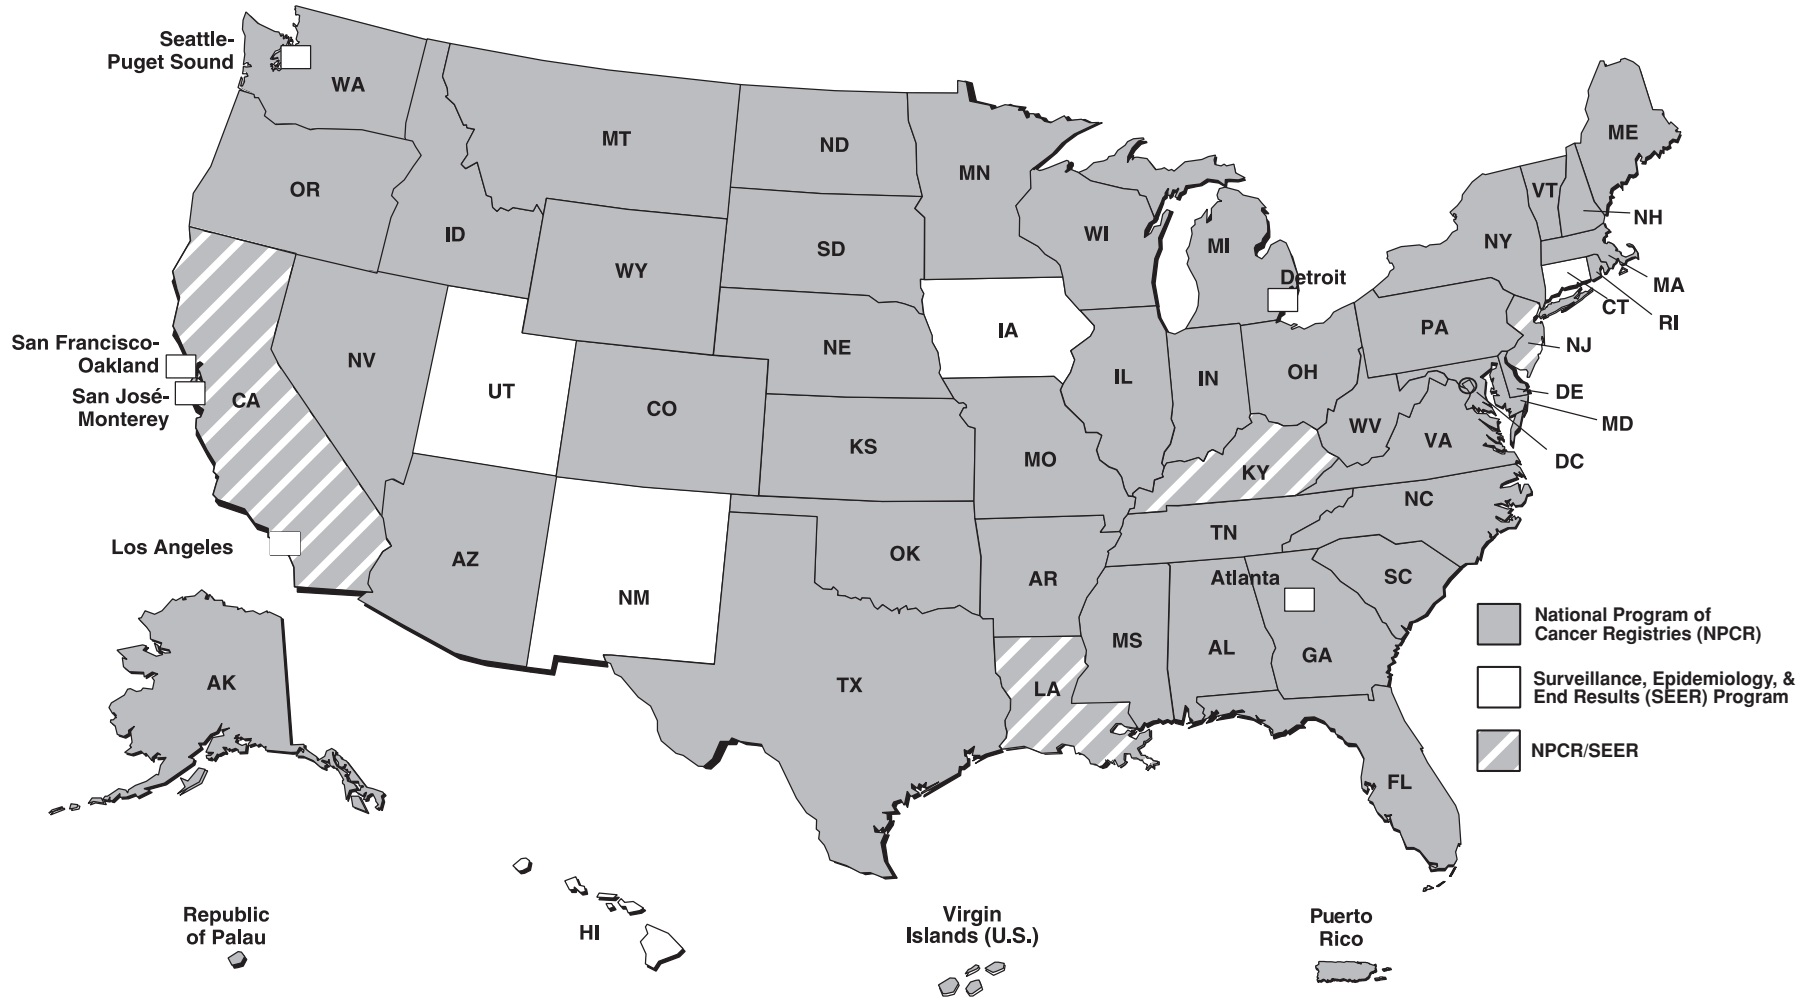 Seattle-
Puget Sound
WA
MT
ND
MN
ME
OR
ID
WY
SD
WI
MI
Detroit
NY
VT
NH
MA
CT
RI
NJ
PA
San Francisco-
Oakland
San José-
Monterey
CA
NV
UT
CO
NE
IA
IL
IN
OH
DE
MD
DC
WV
VA
KS
MO
KY
NC
Los Angeles
AZ
NM
OK
AR
TN
Atlanta
SC
MS
AL
GA
TX
LA
FL
AK
National Program of
Cancer Registries (NPCR)
Surveillance, Epidemiology, &
End Results (SEER) Program
NPCR/SEER
Republic
of Palau
HI
Virgin
Islands (U.S.)
Puerto
Rico